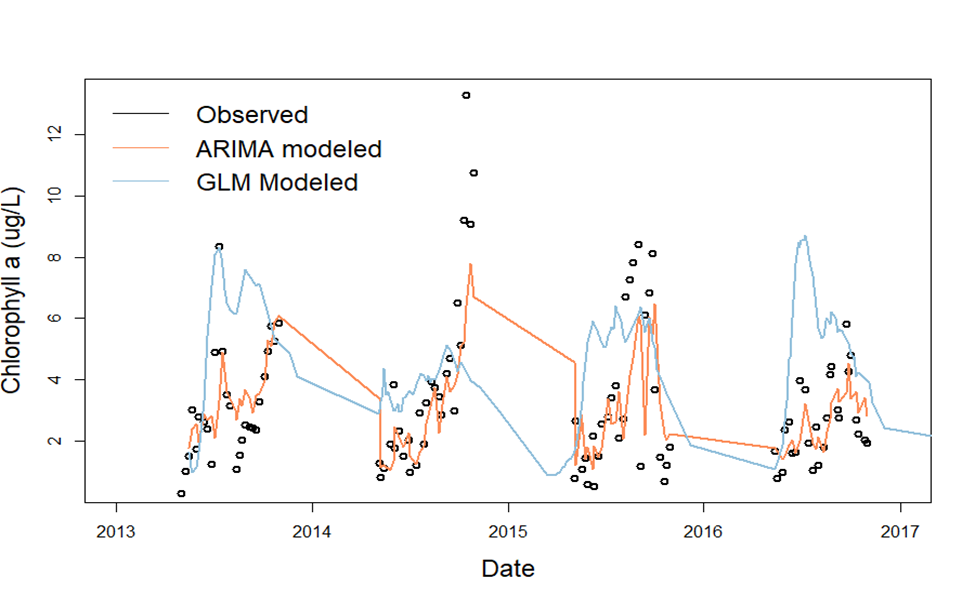 Observed
ARIMA modeled
GLM Modeled
Chlorophyll a (ug/L)
12
10
8
6
4
2
2013 2014 2015 2016 2017
Date